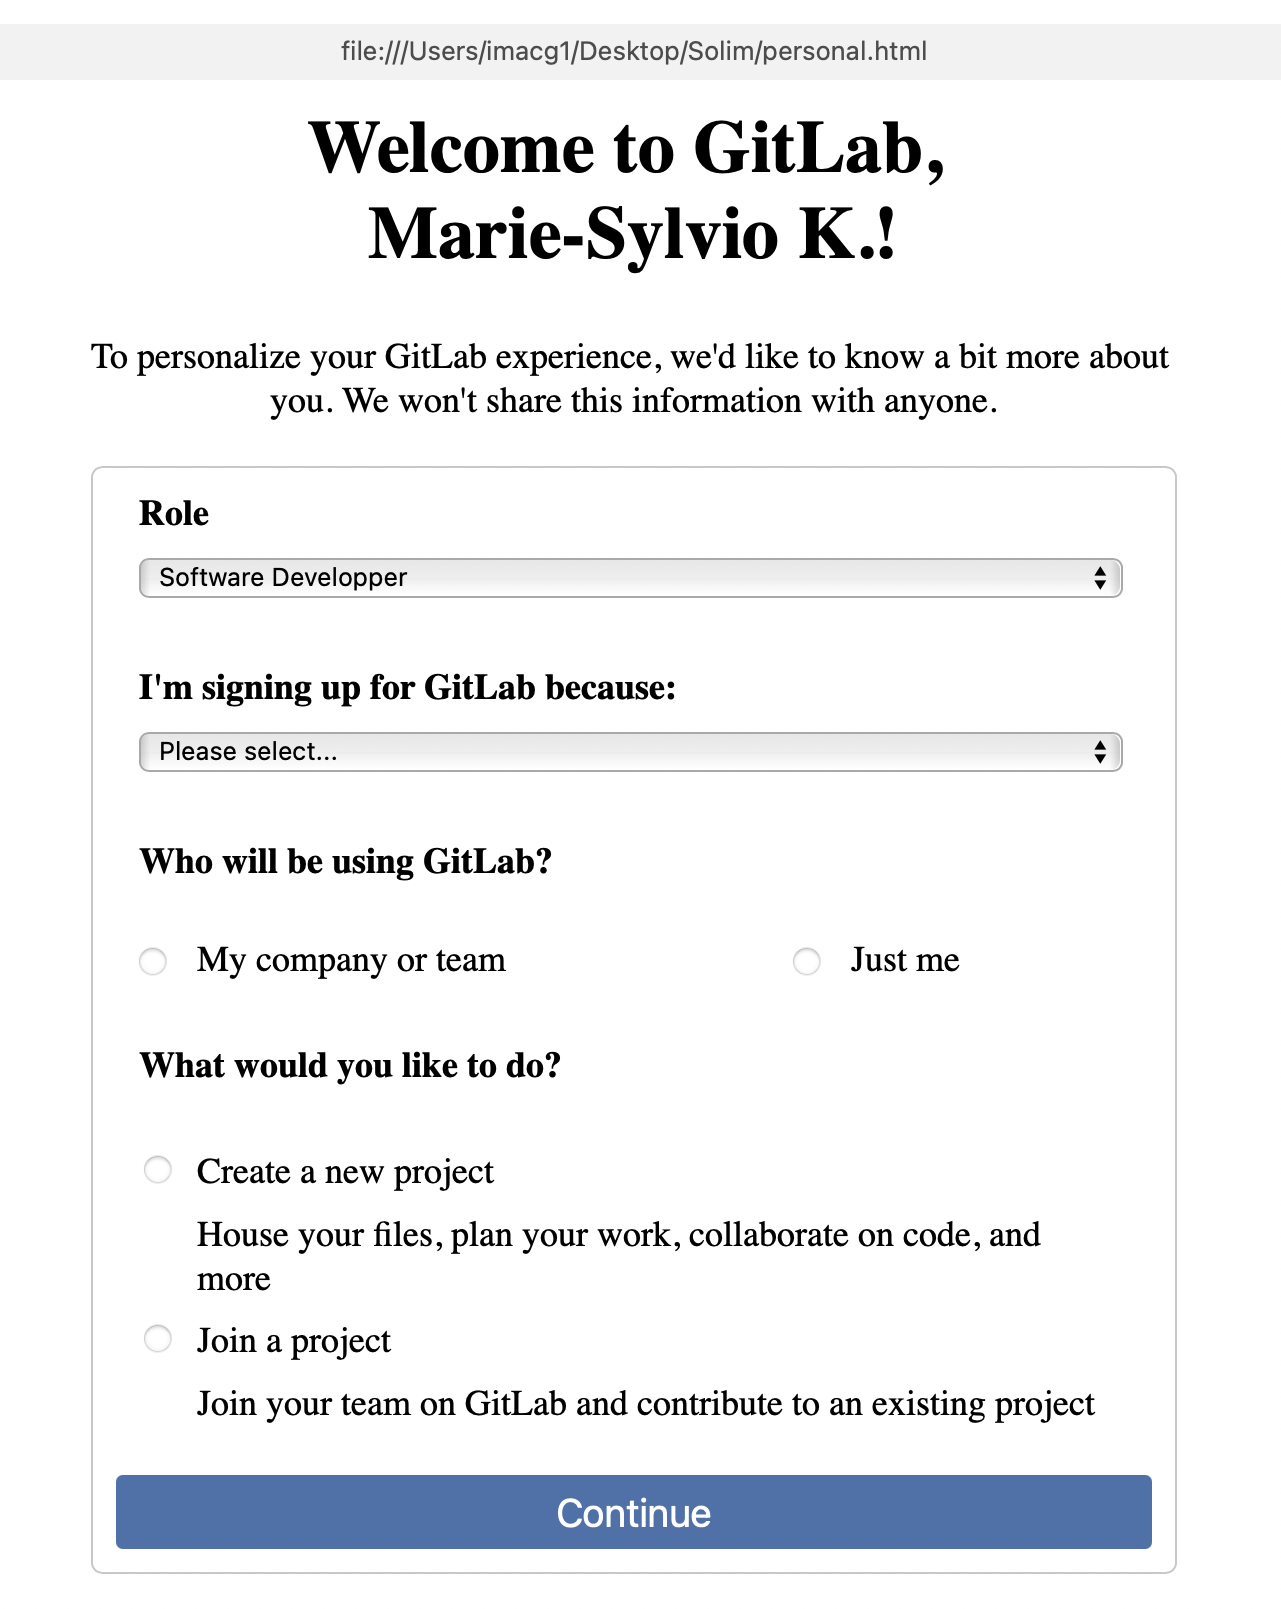 file:///Users/imacg1/Desktop/Solim/personal.html
Welcome to GitLab,
Marie-Sylvio K.!
To personalize your GitLab experience, we'd like to know a bit more about
you. We won't share this information with anyone.
Role
Software Developper
I'm signing up for GitLab because:
Please select...
Who will be using GitLab?
My company or team
Just me
What would you like to do?
Create a new project
House your files, plan your work, collaborate on code, and
more
Join a project
Join your team on GitLab and contribute to an existing project
Continue